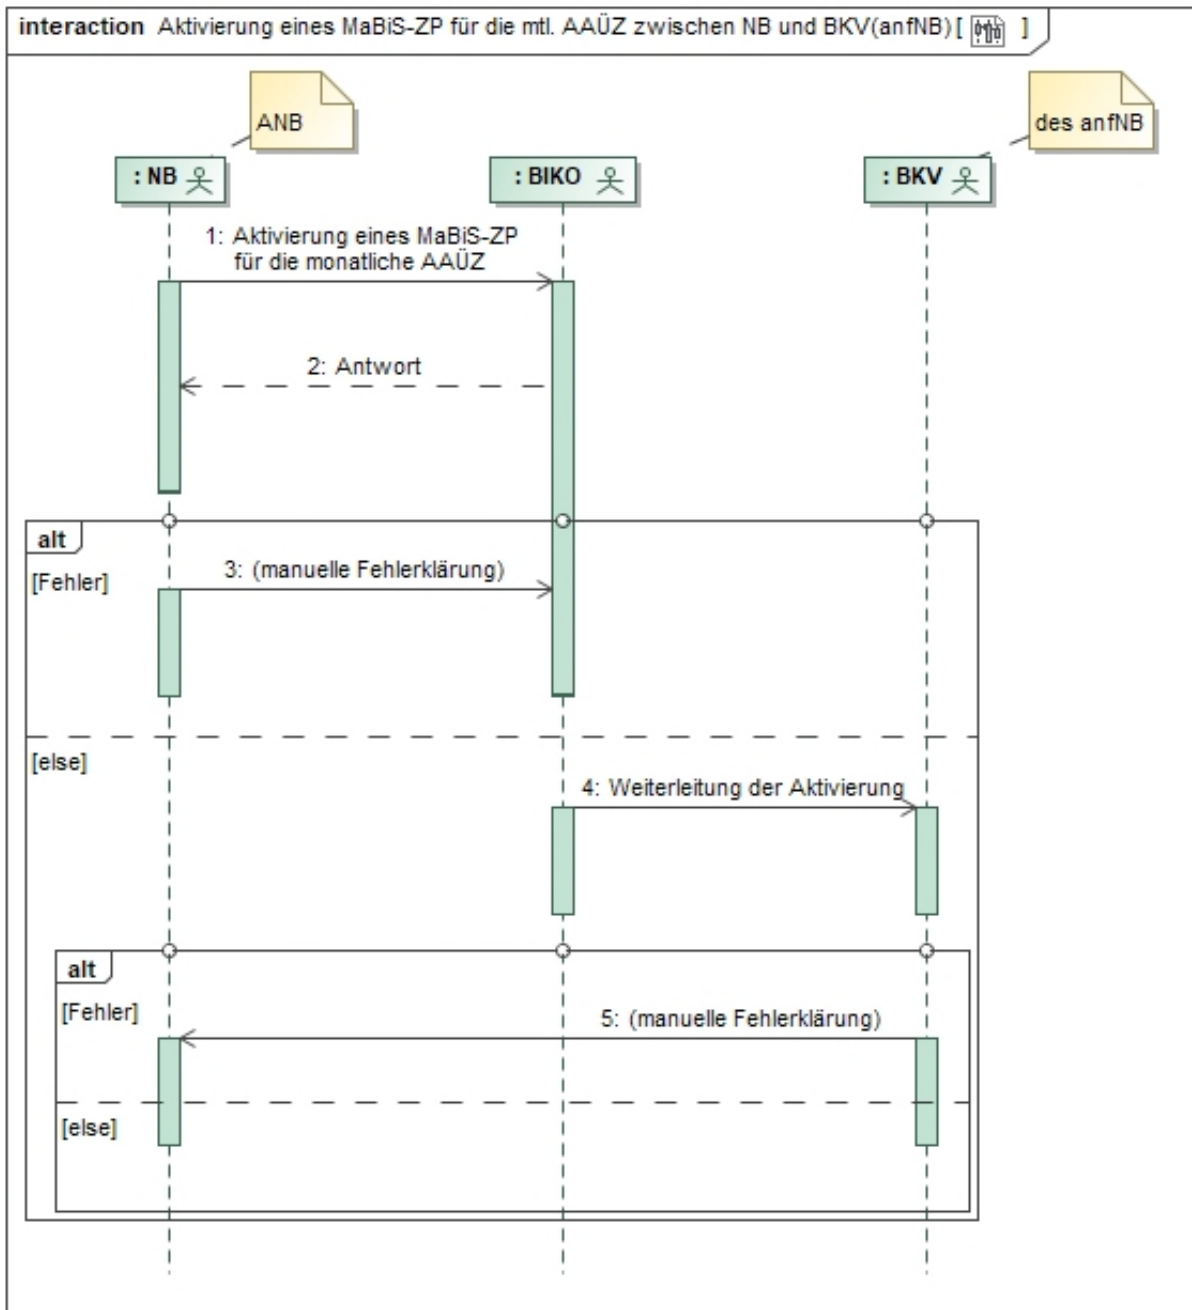 interaction Aktivierung eines MaBiS-ZP für die mtl. AAÜZ zwischen NB und BKV(anfNB) [ ]
ANB
des anfNB
: NB
: BIKO
: BKV
1: Aktivierung eines MaBiS-ZP
für die monatliche AAÜZ
2: Antwort
alt
[Fehler]
3: (manuelle Fehlerklärung)
[else]
4: Weiterleitung der Aktivierung
alt
[Fehler]
5: (manuelle Fehlerklärung)
[else]